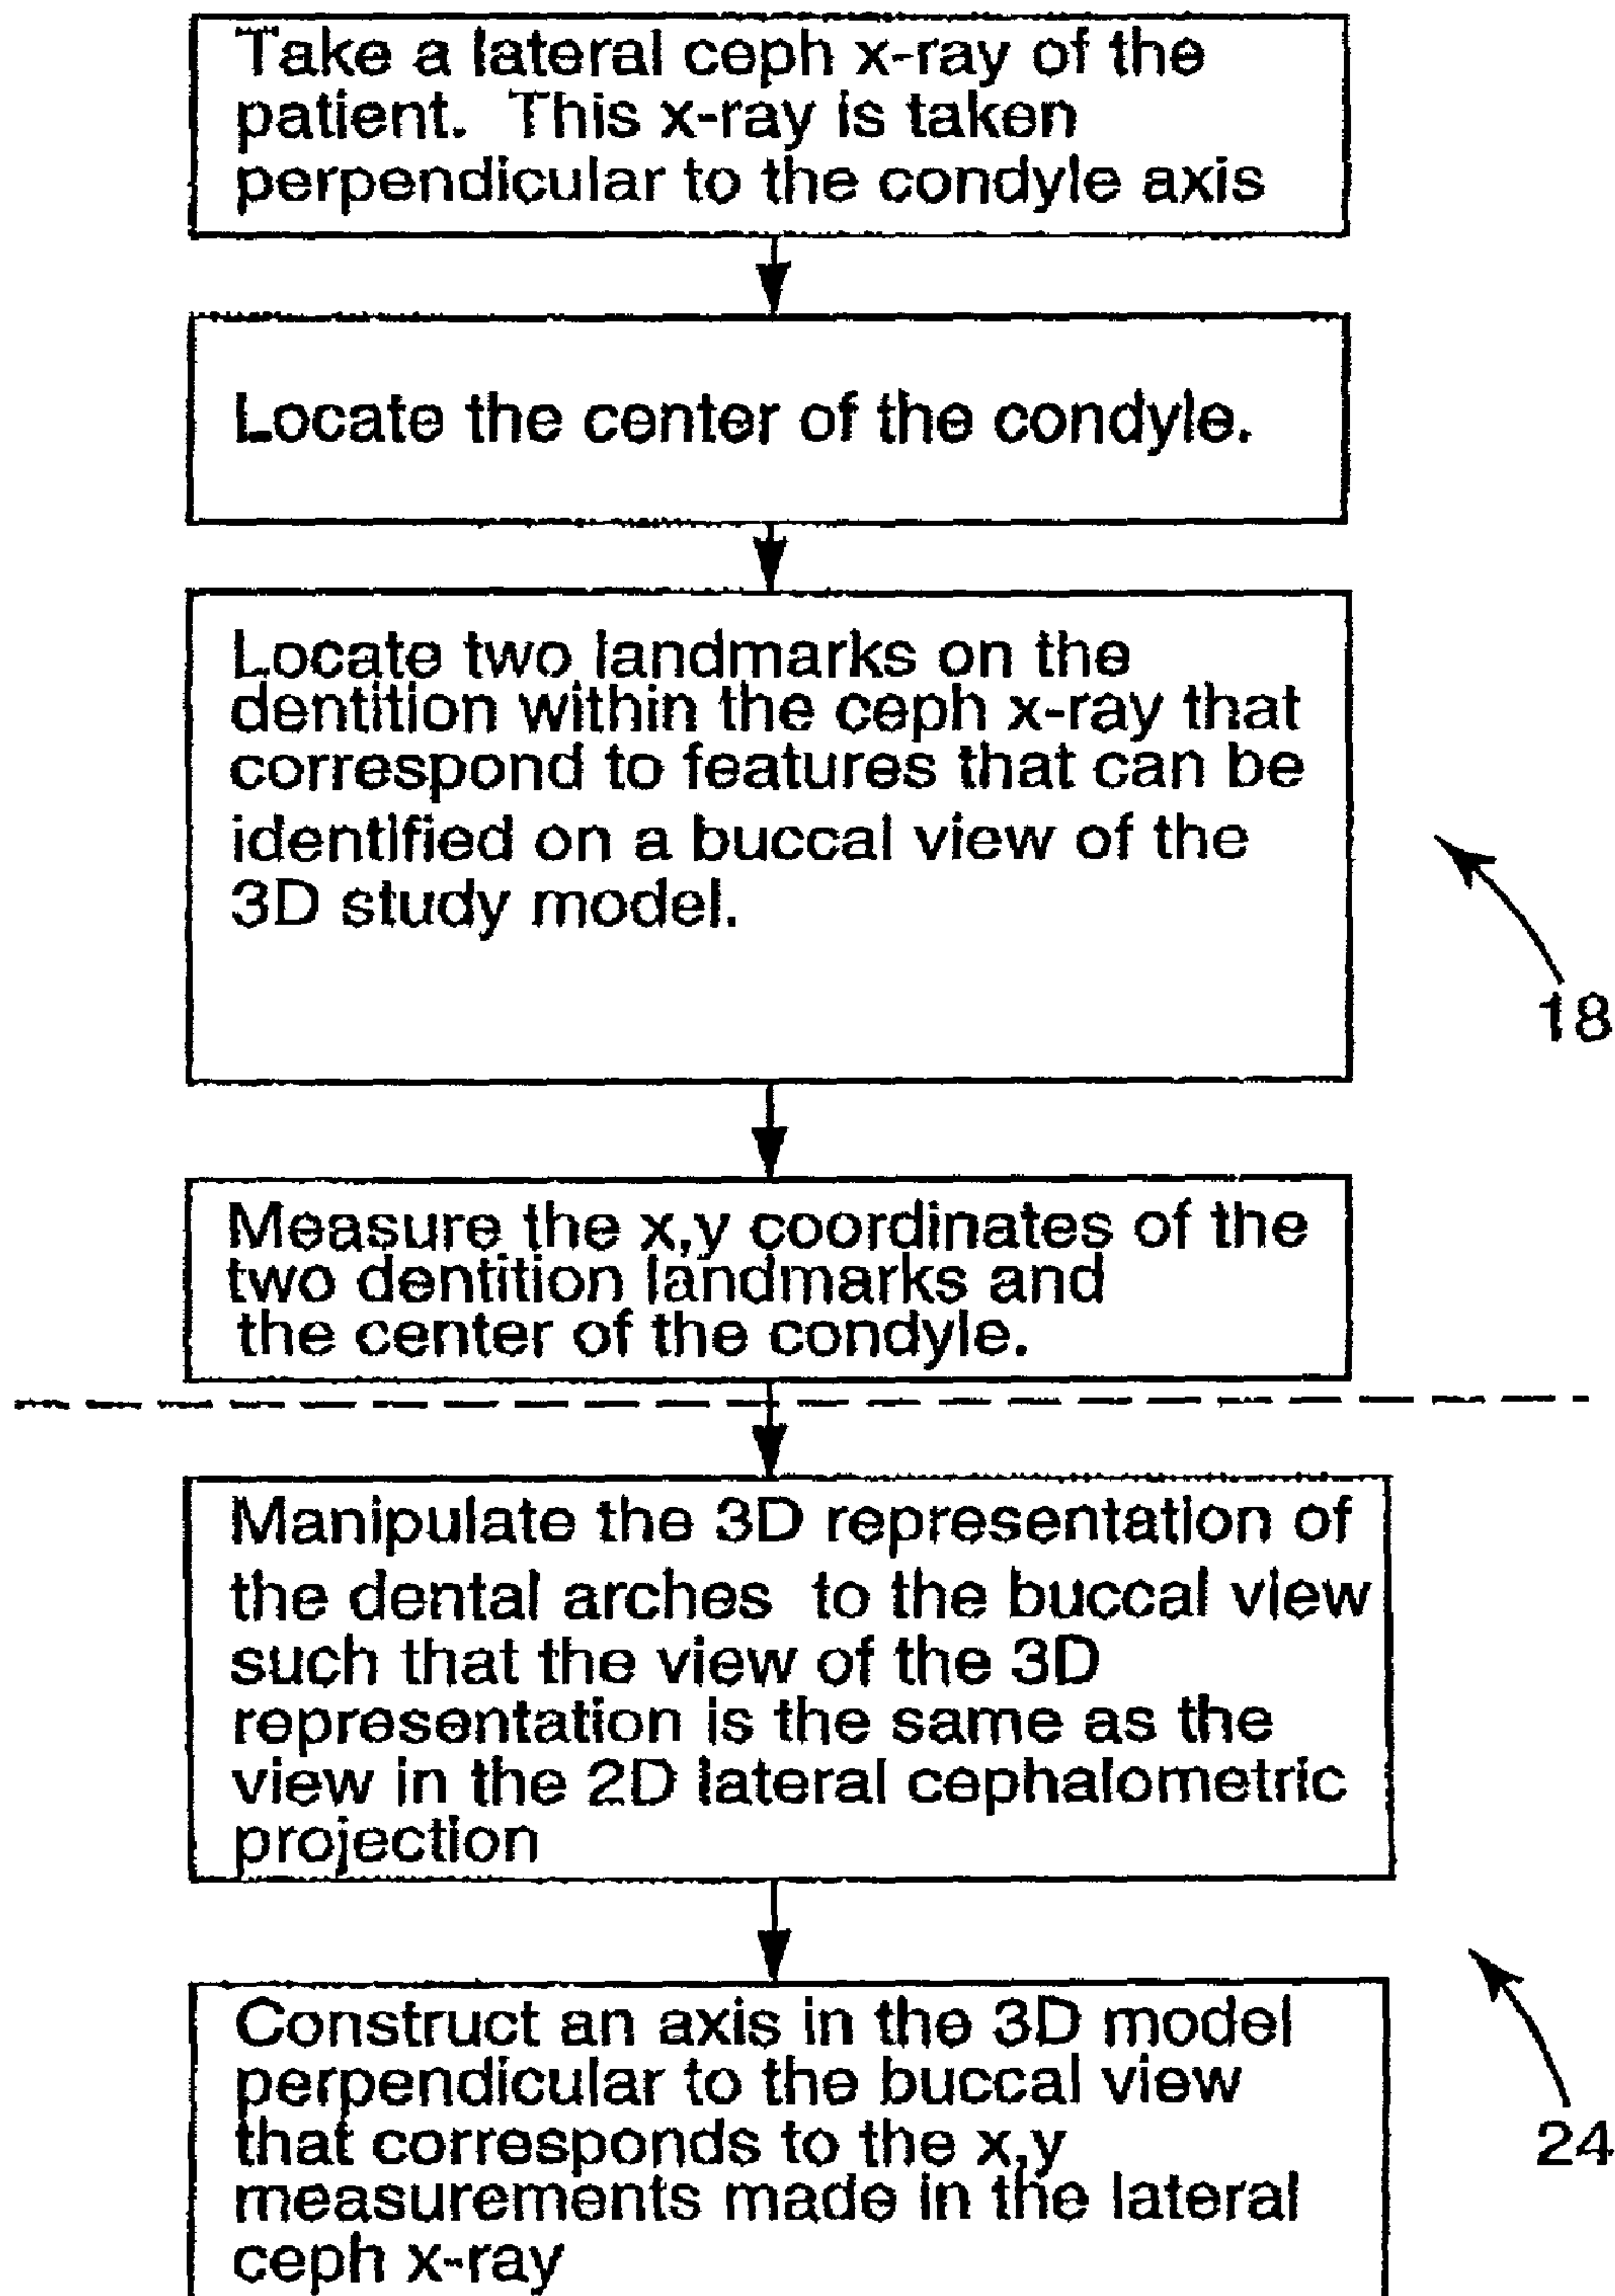 Take a lateral ceph x-ray of the
patient. This x-ray is taken
perpendicular to the condyle axis
Locate the center of the condyle.
Locate two landmarks on the
dentition within the ceph x-ray that
correspond to features that can be
identified on a buccal view of the
3D study model.
18
Measure the x,y coordinates of the
two dentition landmarks and
the center of the condyle.
Manipulate the 3D representation of
the dental arches to the buccal view
such that the view of the 3D
representation is the same as the
view in the 2D lateral cephalometric
projection
Construct an axis in the 3D model
perpendicular to the buccal view
that corresponds to the x,y
measurements made in the lateral
ceph x-ray
24